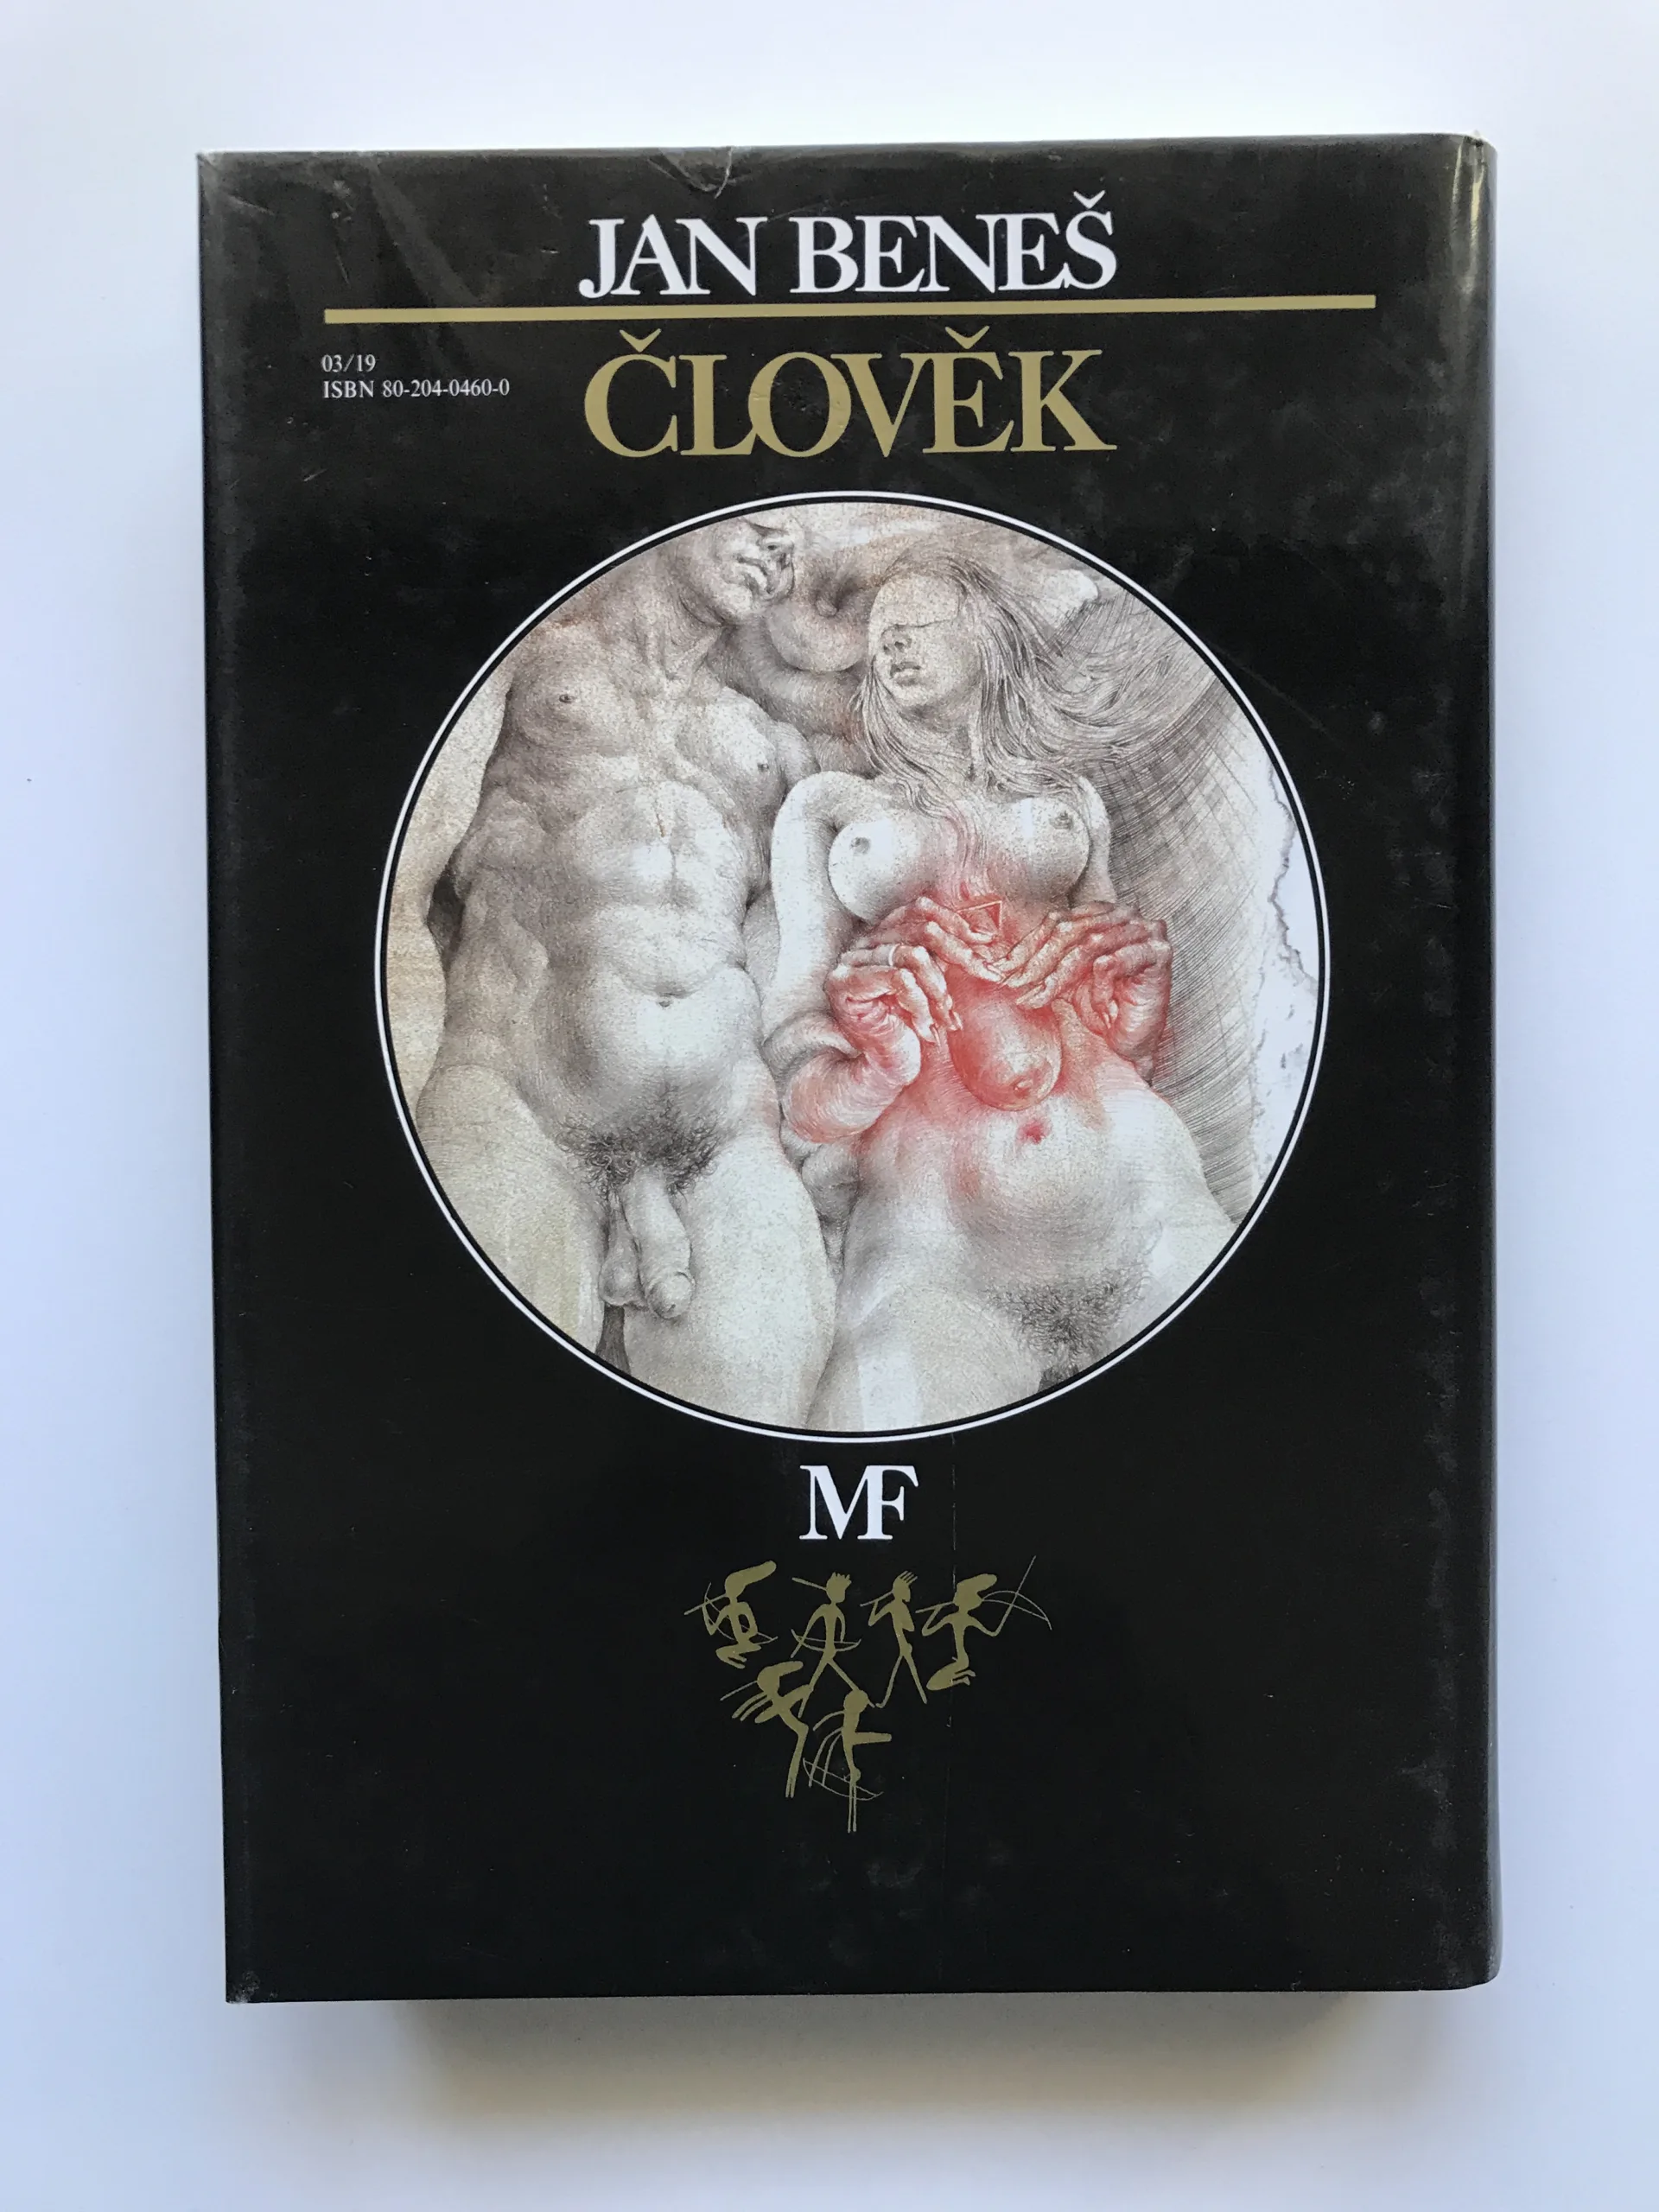 JAN BENEŠ
ČLOVĚK
03/19
ISBN 80-204-0460-0
MF